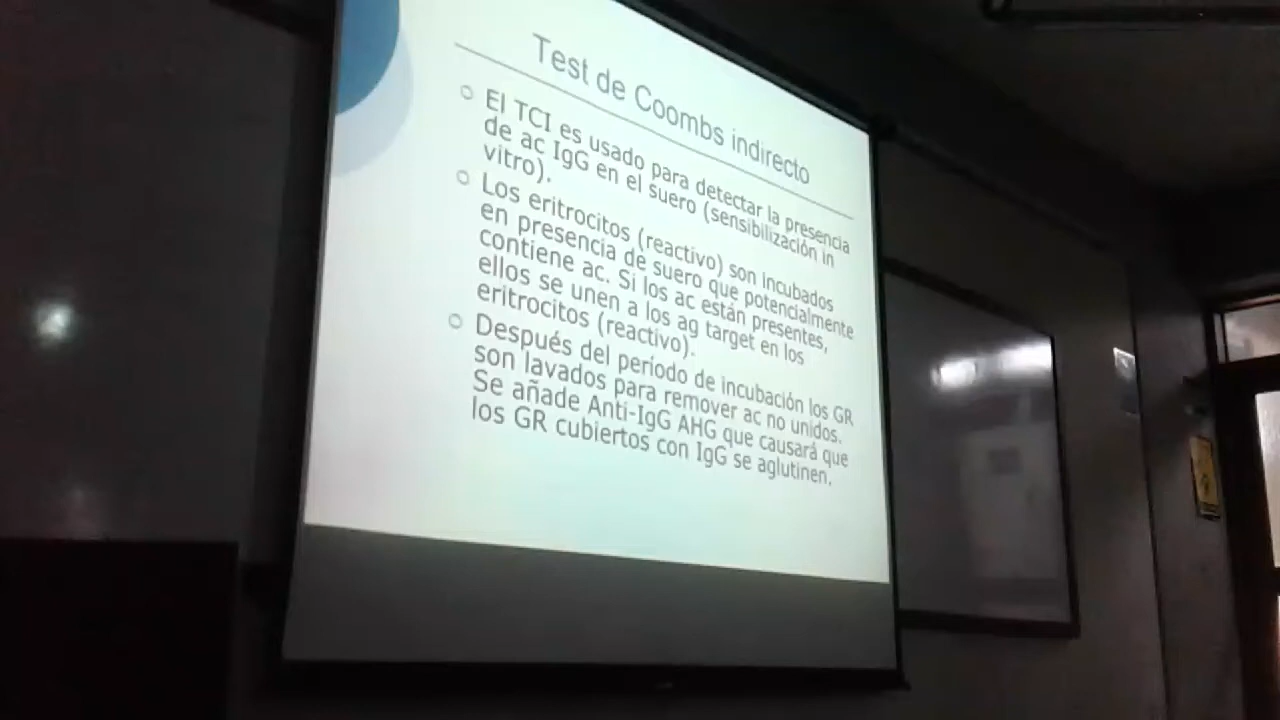 Test de Coombs indirecto
El TCI es usado para detectar la presencia
de ac IgG en el suero (sensibilización in
vitro).
Los eritrocitos (reactivo) son incubados
en presencia de suero que potencialmente
contiene ac. Si los ac están presentes,
ellos se unen a los ag target en los
eritrocitos (reactivo).
Después del período de incubación los GR
son lavados para remover ac no unidos.
Se añade Anti-IgG AHG que causará que
los GR cubiertos con IgG se aglutinen.